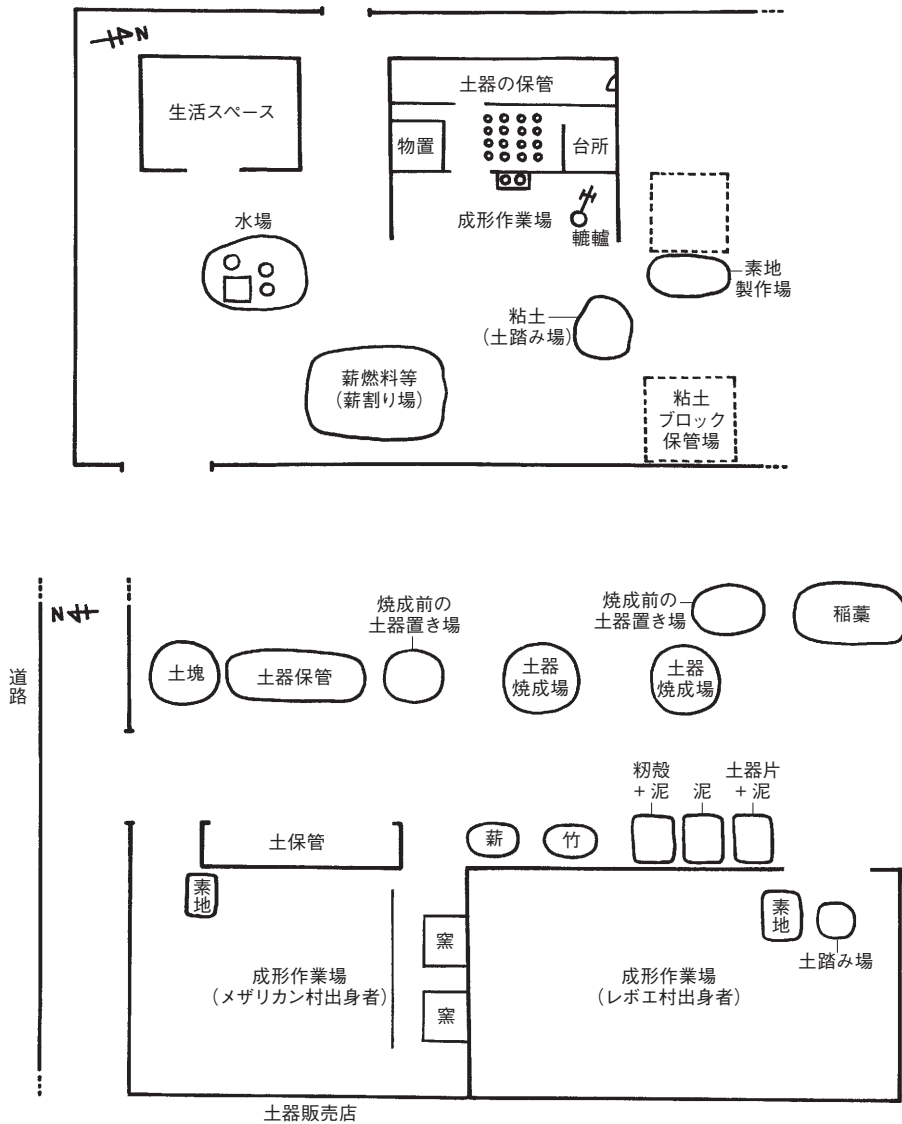 N
生活スペース
土器の保管
物置
台所
成形作業場
轆轤
水場
素地
製作場
粘土
（土踏み場）
薪燃料等
（薪割り場）
粘土
ブロック
保管場
道路
N
土塊
土器保管
焼成前の
土器置き場
土器
焼成場
焼成前の
土器置き場
土器
焼成場
稲藁
籾殻
+ 泥
泥
土器片
+ 泥
土保管
薪
竹
素地
窯
窯
成形作業場
（メザリカン村出身者）
素地
土踏み場
成形作業場
（レボエ村出身者）
土器販売店